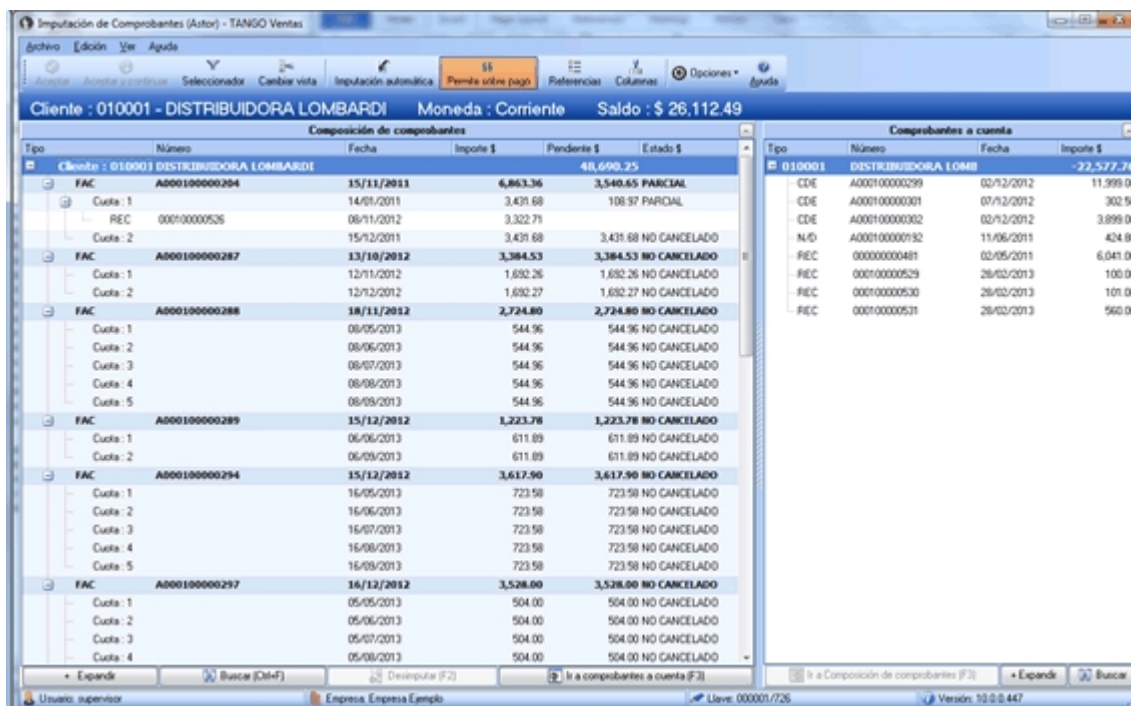 Imputación de Comprobantes (Astor) - TANGO Ventas
Archivo Edición Ver Ayuda
Aceptar Aceptar y continuar Seleccionador Cambiar vista Imputación automática Permite sobre pago Referencias Columnas Opciones Ayuda
Cliente : 010001 - DISTRIBUIDORA LOMBARDI Moneda : Corriente Saldo : $ 26,112.49
Composición de comprobantes
Tipo Número Fecha Importe $ Pendiente $ Estado $
Cliente : 010001 DISTRIBUIDORA LOMBARDI 48,690.25
FAC A000100000204 15/11/2011 6,863.36 3,540.65 PARCIAL
Cuota : 1 14/01/2011 3,431.68 108.97 PARCIAL
REC 000100000526 08/11/2012 3,322.71
Cuota : 2 15/12/2011 3,431.68 3,431.68 NO CANCELADO
FAC A000100000287 13/10/2012 3,384.53 3,384.53 NO CANCELADO
Cuota : 1 12/11/2012 1,692.26 1,692.26 NO CANCELADO
Cuota : 2 12/12/2012 1,692.27 1,692.27 NO CANCELADO
FAC A000100000288 18/11/2012 2,724.80 2,724.80 NO CANCELADO
Cuota : 1 08/05/2013 544.96 544.96 NO CANCELADO
Cuota : 2 08/06/2013 544.96 544.96 NO CANCELADO
Cuota : 3 08/07/2013 544.96 544.96 NO CANCELADO
Cuota : 4 08/08/2013 544.96 544.96 NO CANCELADO
Cuota : 5 08/09/2013 544.96 544.96 NO CANCELADO
FAC A000100000289 15/12/2012 1,223.78 1,223.78 NO CANCELADO
Cuota : 1 06/06/2013 611.89 611.89 NO CANCELADO
Cuota : 2 06/09/2013 611.89 611.89 NO CANCELADO
FAC A000100000294 15/12/2012 3,617.90 3,617.90 NO CANCELADO
Cuota : 1 16/05/2013 723.58 723.58 NO CANCELADO
Cuota : 2 16/06/2013 723.58 723.58 NO CANCELADO
Cuota : 3 16/07/2013 723.58 723.58 NO CANCELADO
Cuota : 4 16/08/2013 723.58 723.58 NO CANCELADO
Cuota : 5 16/09/2013 723.58 723.58 NO CANCELADO
FAC A000100000297 16/12/2012 3,528.00 3,528.00 NO CANCELADO
Cuota : 1 05/05/2013 504.00 504.00 NO CANCELADO
Cuota : 2 05/06/2013 504.00 504.00 NO CANCELADO
Cuota : 3 05/07/2013 504.00 504.00 NO CANCELADO
Cuota : 4 05/08/2013 504.00 504.00 NO CANCELADO
+ Expandir Buscar (Ctrl+F) Desimputar (F2) Ir a comprobantes a cuenta (F3)
Comprobantes a cuenta
Tipo Número Fecha Importe $
010001 DISTRIBUIDORA LOMB -22,577.76
CDE A000100000299 02/12/2012 11,999.0
CDE A000100000301 07/12/2012 302.5
CDE A000100000302 02/12/2012 3,899.0
N/D A000100000192 11/06/2011 424.8
REC 000000000481 02/05/2011 6,041.0
REC 000100000529 28/02/2013 100.0
REC 000100000530 28/02/2013 101.0
REC 000100000531 28/02/2013 560.0
Ir a Composición de comprobantes (F3) + Expandir Buscar
Usuario: supervisor Empresa: Empresa Ejemplo Llave: 000001/726 Versión: 10.0.0.447